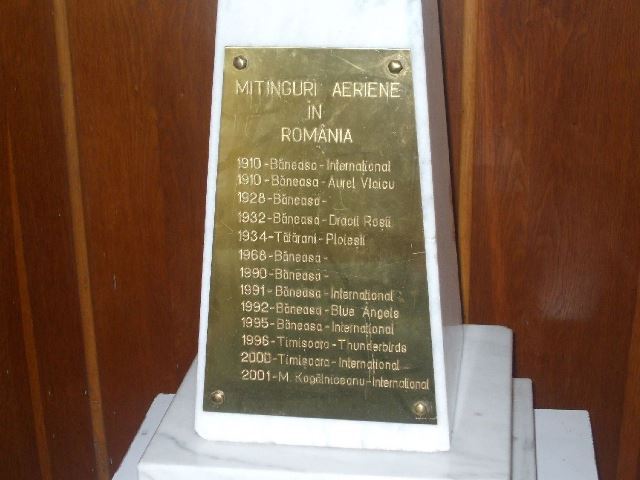 MITINGURI AERIENE
IN
ROMÂNIA
1910-Băneasa-Internațional
1910-Băneasa-Aurel Vlaicu
1928-Băneasa-
1932-Băneasa-Dracii Roșii
1934-Tătărani-Ploiești
1968-Băneasa-
1990-Băneasa-
1991-Băneasa-Internațional
1992-Băneasa-Blue Angels
1995-Băneasa-Internațional
1996-Timișoara-Thunderbirds
2000-Timișoara-Internațional
2001-M. Kogălniceanu-Internațional